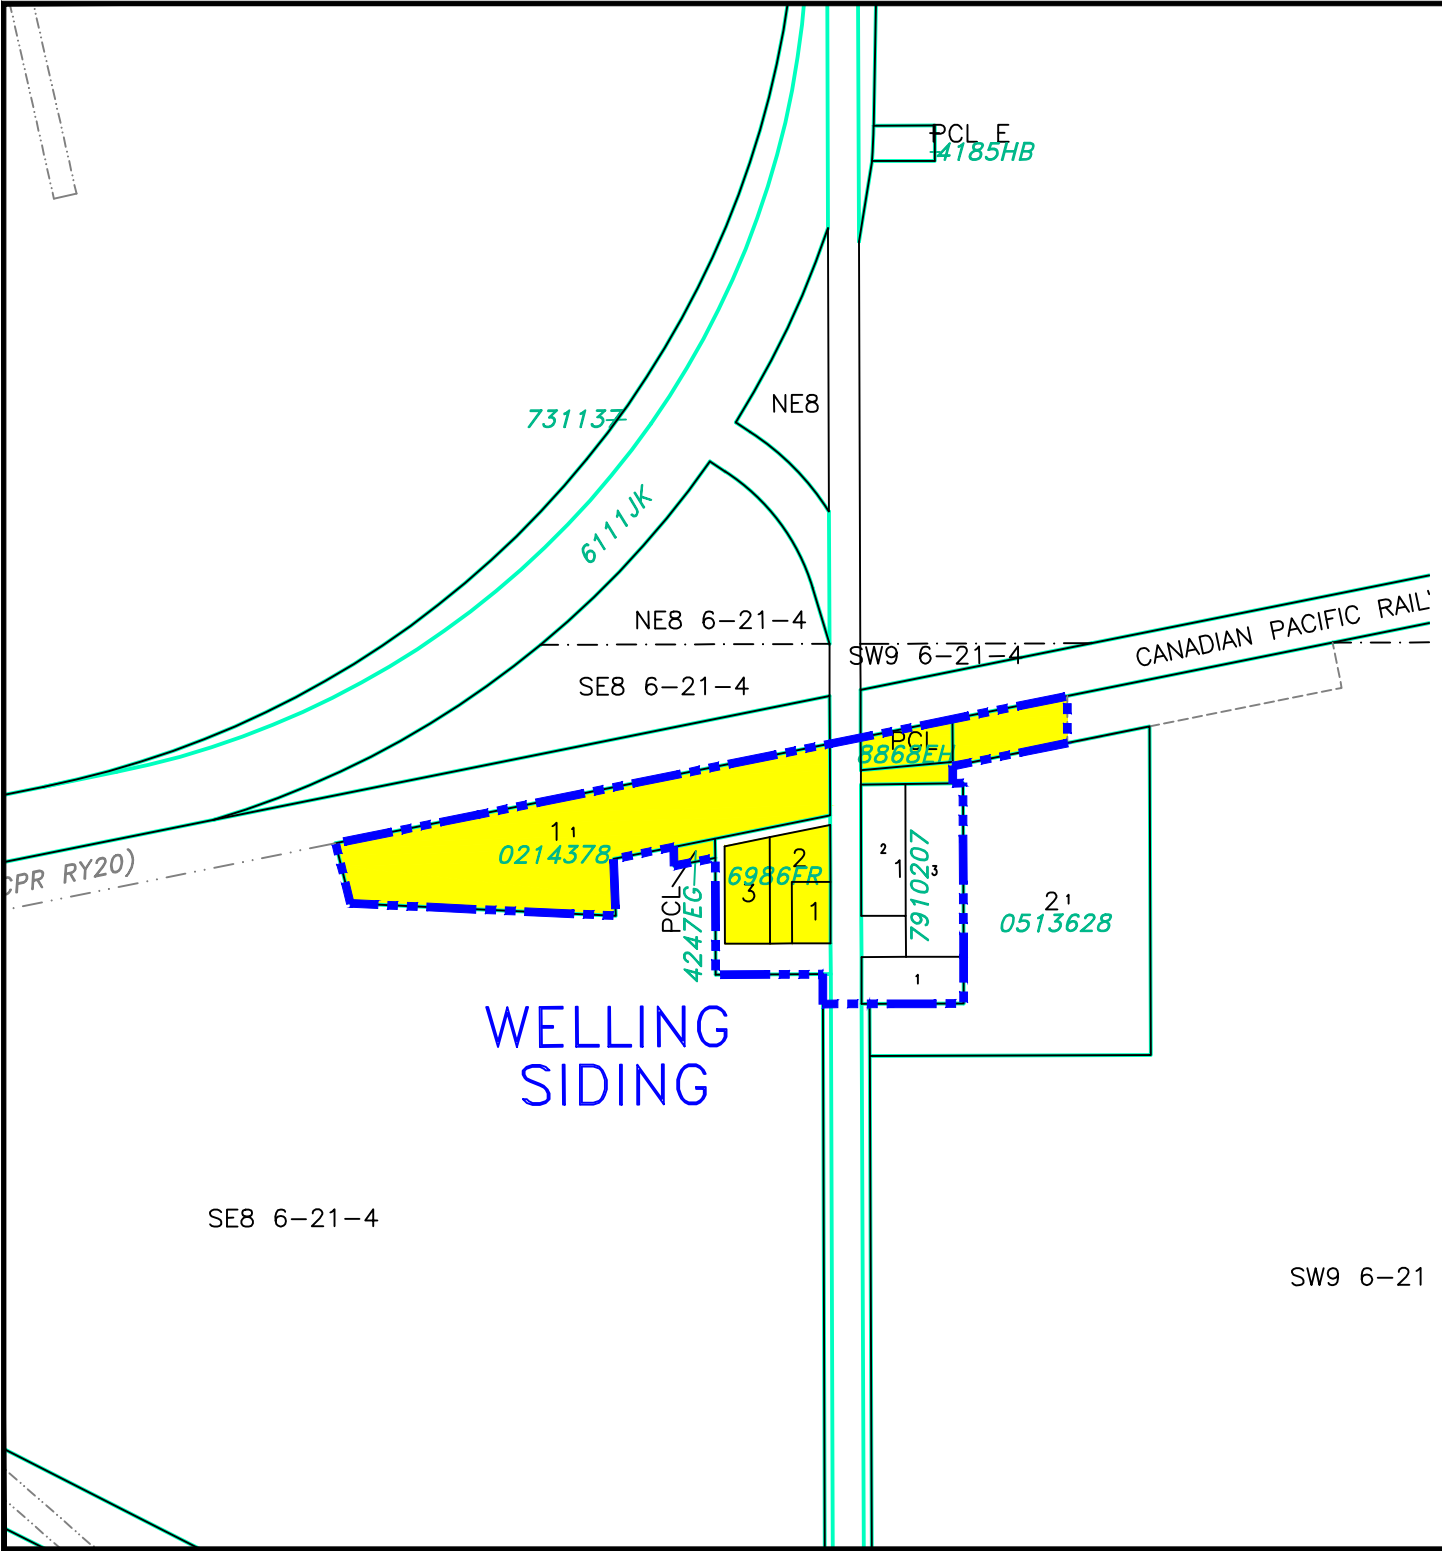 PCL E
4185HB
NE8
731137
6111JK
NE8 6-21-4
CANADIAN PACIFIC RAIL
SW9 6-21-4
SE8 6-21-4
PCL
8868EH
1 1
0214378
CPR RY20)
2
6986FR
3
1
PCL
4247EG
2
1
3
7910207
1
2 1
0513628
WELLING
SIDING
SE8 6-21-4
SW9 6-21